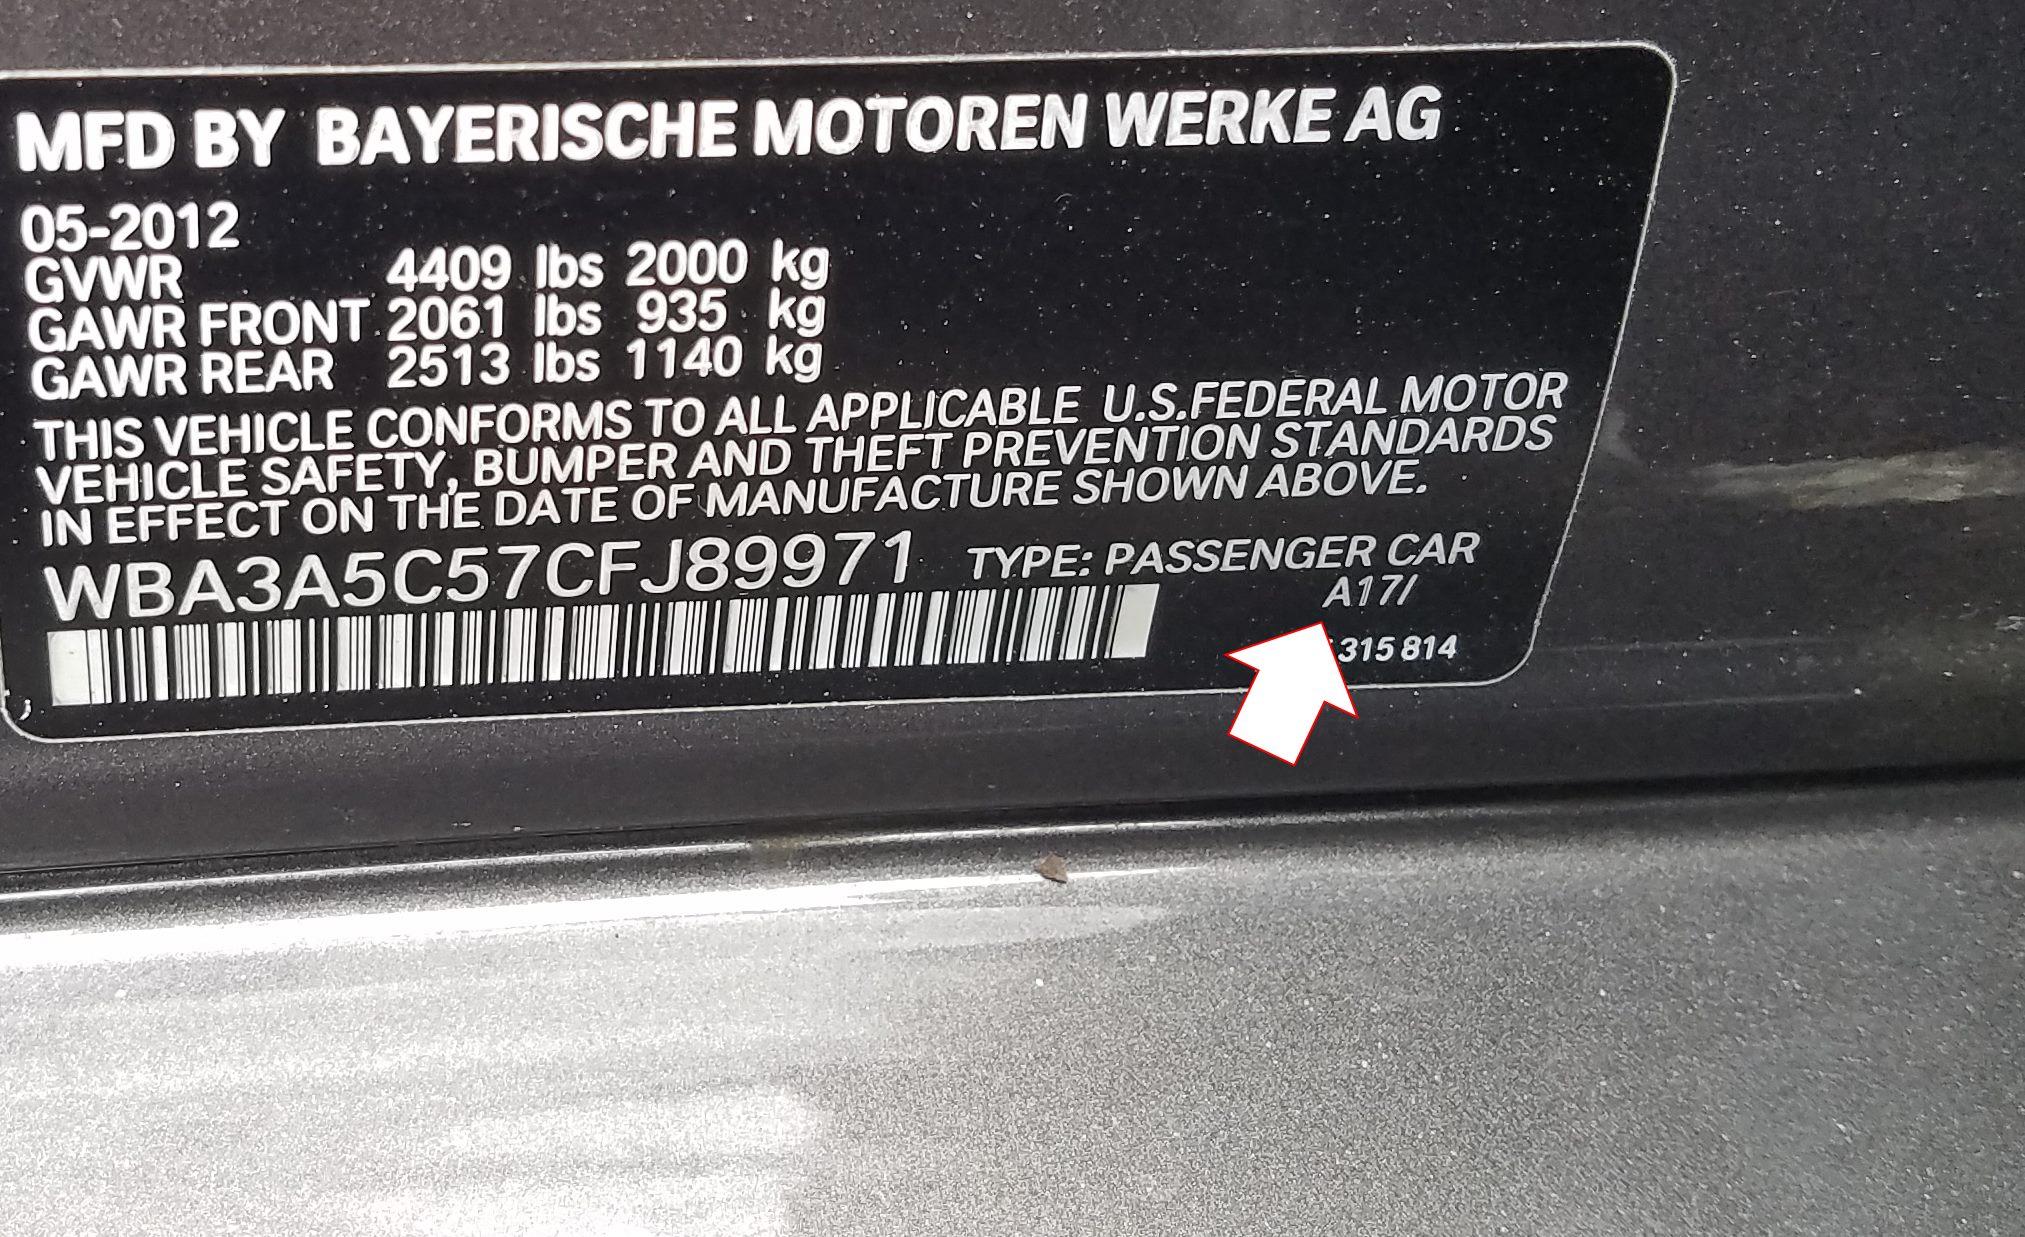 MFD BY BAYERISCHE MOTOREN WERKE AG
05-2012
GVWR 4409 lbs 2000 kg
GAWR FRONT 2061 lbs 935 kg
GAWR REAR 2513 lbs 1140 kg
THIS VEHICLE CONFORMS TO ALL APPLICABLE U.S.FEDERAL MOTOR
VEHICLE SAFETY, BUMPER AND THEFT PREVENTION STANDARDS
IN EFFECT ON THE DATE OF MANUFACTURE SHOWN ABOVE.
WBA3A5C57CFJ89971 TYPE: PASSENGER CAR
A17/
315 814